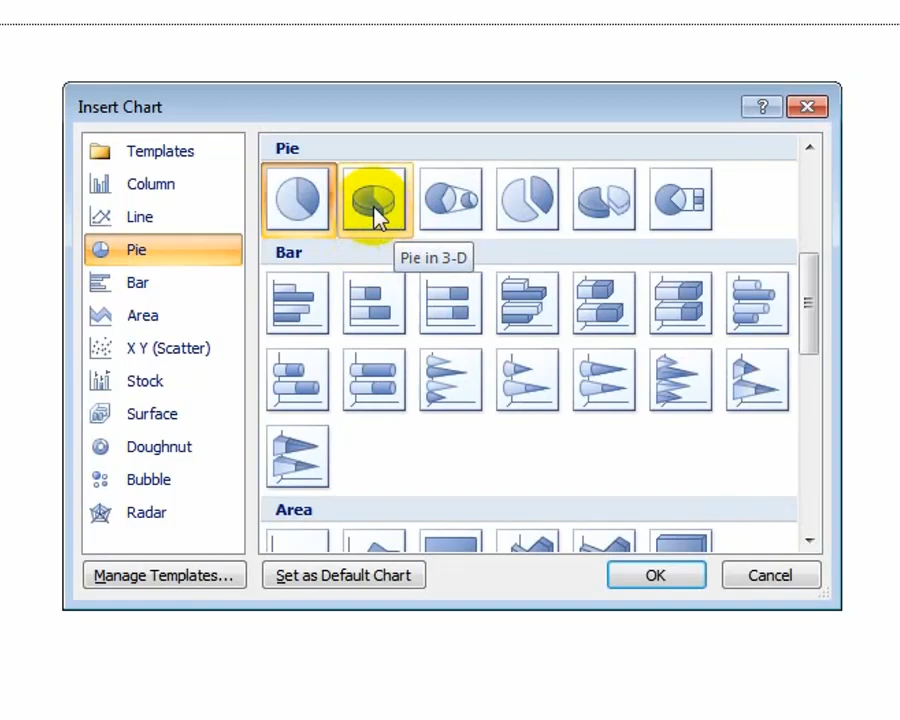 Insert Chart
?
Templates
Column
Line
Pie
Bar
Area
X Y (Scatter)
Stock
Surface
Doughnut
Bubble
Radar
Pie
Pie in 3-D
Bar
Area
Manage Templates...
Set as Default Chart
OK
Cancel